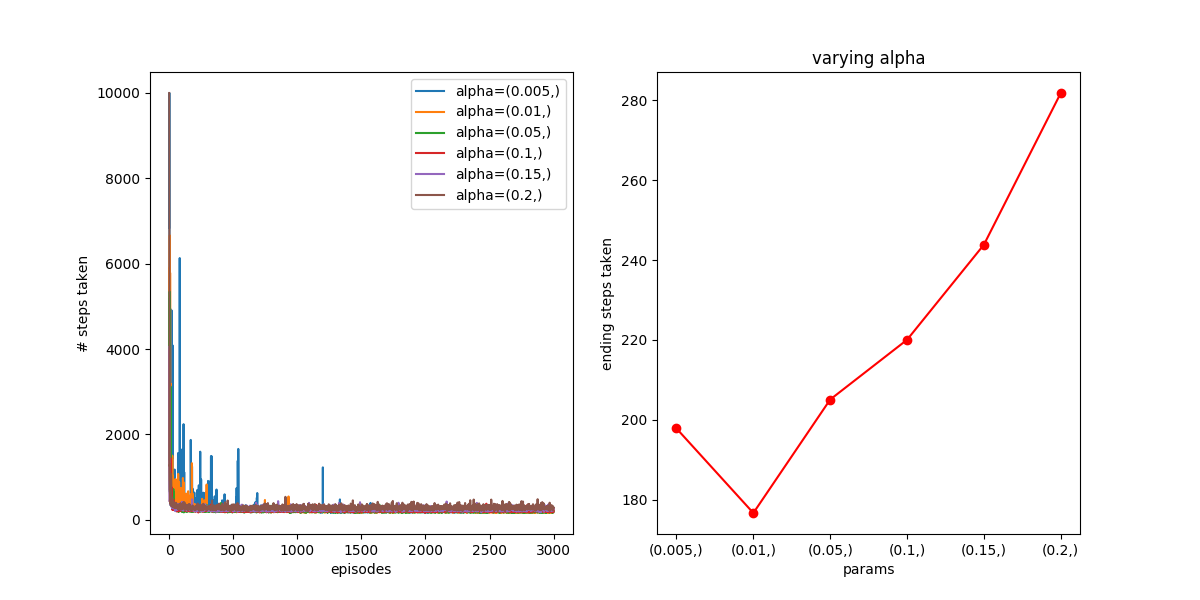 10000
8000
6000
4000
2000
0
# steps taken
0 500 1000 1500 2000 2500 3000
episodes
alpha=(0.005,)
alpha=(0.01,)
alpha=(0.05,)
alpha=(0.1,)
alpha=(0.15,)
alpha=(0.2,)
varying alpha
280
260
240
220
200
180
ending steps taken
(0.005,) (0.01,) (0.05,) (0.1,) (0.15,) (0.2,)
params